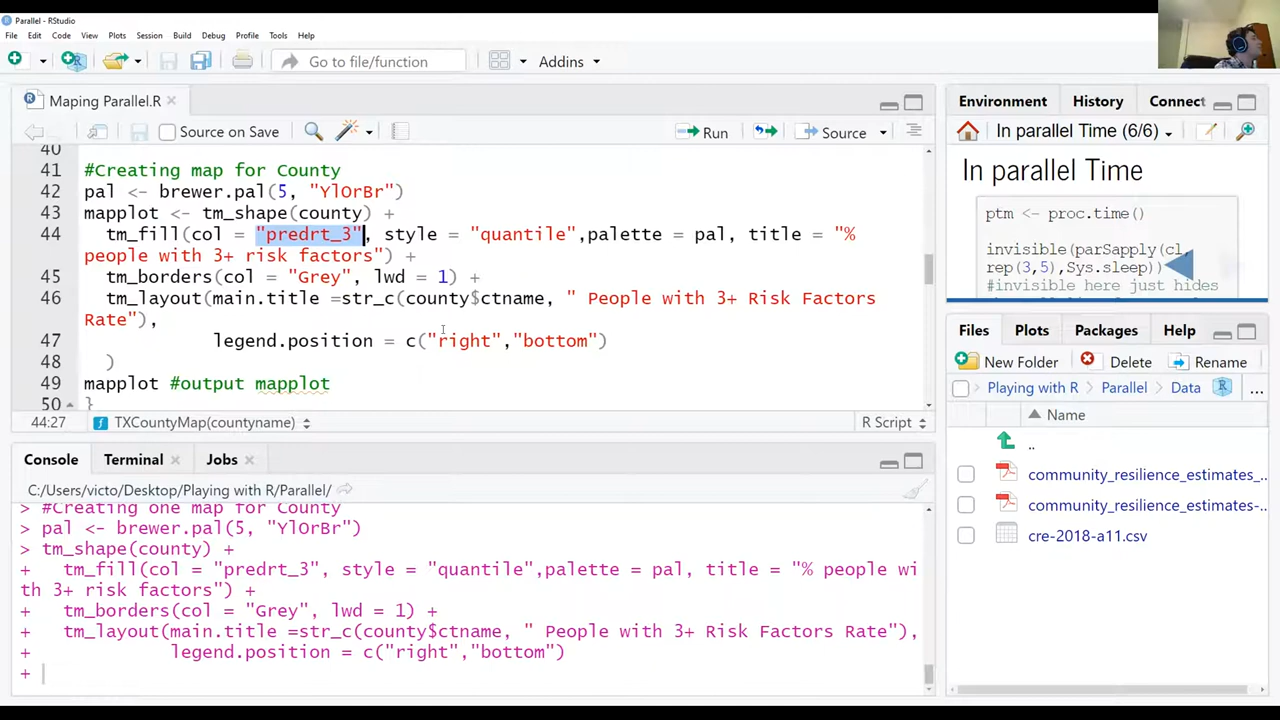 Parallel - RStudio
File Edit Code View Plots Session Build Debug Profile Tools Help
Go to file/function
Addins
Maping Parallel.R
Source on Save
Run
Source
40
41 #Creating map for County
42 pal <- brewer.pal(5, "YlOrBr")
43 mapplot <- tm_shape(county) +
44 tm_fill(col = "predrt_3", style = "quantile",palette = pal, title = "%
people with 3+ risk factors") +
45 tm_borders(col = "Grey", lwd = 1) +
46 tm_layout(main.title =str_c(county$ctname, " People with 3+ Risk Factors
Rate"),
47 legend.position = c("right","bottom")
48 )
49 mapplot #output mapplot
50 }
44:27 TXCountyMap(countyname) R Script
Console Terminal Jobs
C:/Users/victo/Desktop/Playing with R/Parallel/
> #Creating one map for County
> pal <- brewer.pal(5, "YlOrBr")
> tm_shape(county) +
+ tm_fill(col = "predrt_3", style = "quantile",palette = pal, title = "% people wi
th 3+ risk factors") +
+ tm_borders(col = "Grey", lwd = 1) +
+ tm_layout(main.title =str_c(county$ctname, " People with 3+ Risk Factors Rate"),
+ legend.position = c("right","bottom")
+
Environment History Connect
In parallel Time (6/6)
In parallel Time
ptm <- proc.time()
invisible(parSapply(cl,
rep(3,5),Sys.sleep))
#invisible here just hides
Files Plots Packages Help
New Folder Delete Rename
Playing with R Parallel Data ...
Name
..
community_resilience_estimates_...
community_resilience_estimates-...
cre-2018-a11.csv